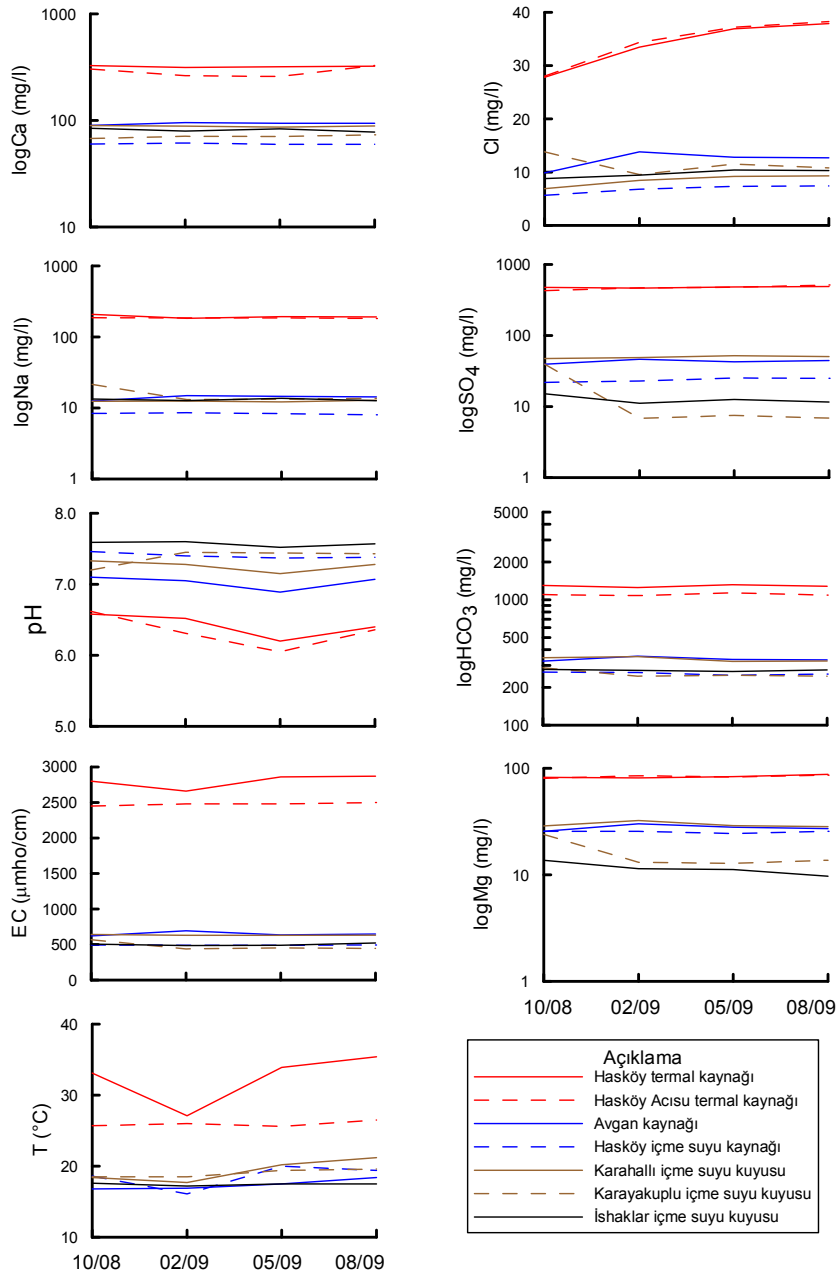 1000
100
10
logCa (mg/l)
40
30
20
10
0
Cl (mg/l)
1000
100
10
1
logNa (mg/l)
1000
100
10
1
logSO4 (mg/l)
8.0
7.0
6.0
5.0
pH
5000
2000
1000
500
200
100
logHCO3 (mg/l)
3000
2500
2000
1500
1000
500
0
EC (µmho/cm)
100
10
1
logMg (mg/l)
10/08 02/09 05/09 08/09
40
30
20
10
T (°C)
10/08 02/09 05/09 08/09
Açıklama
Hasköy termal kaynağı
Hasköy Acısu termal kaynağı
Avgan kaynağı
Hasköy içme suyu kaynağı
Karahallı içme suyu kuyusu
Karayakuplu içme suyu kuyusu
İshaklar içme suyu kuyusu